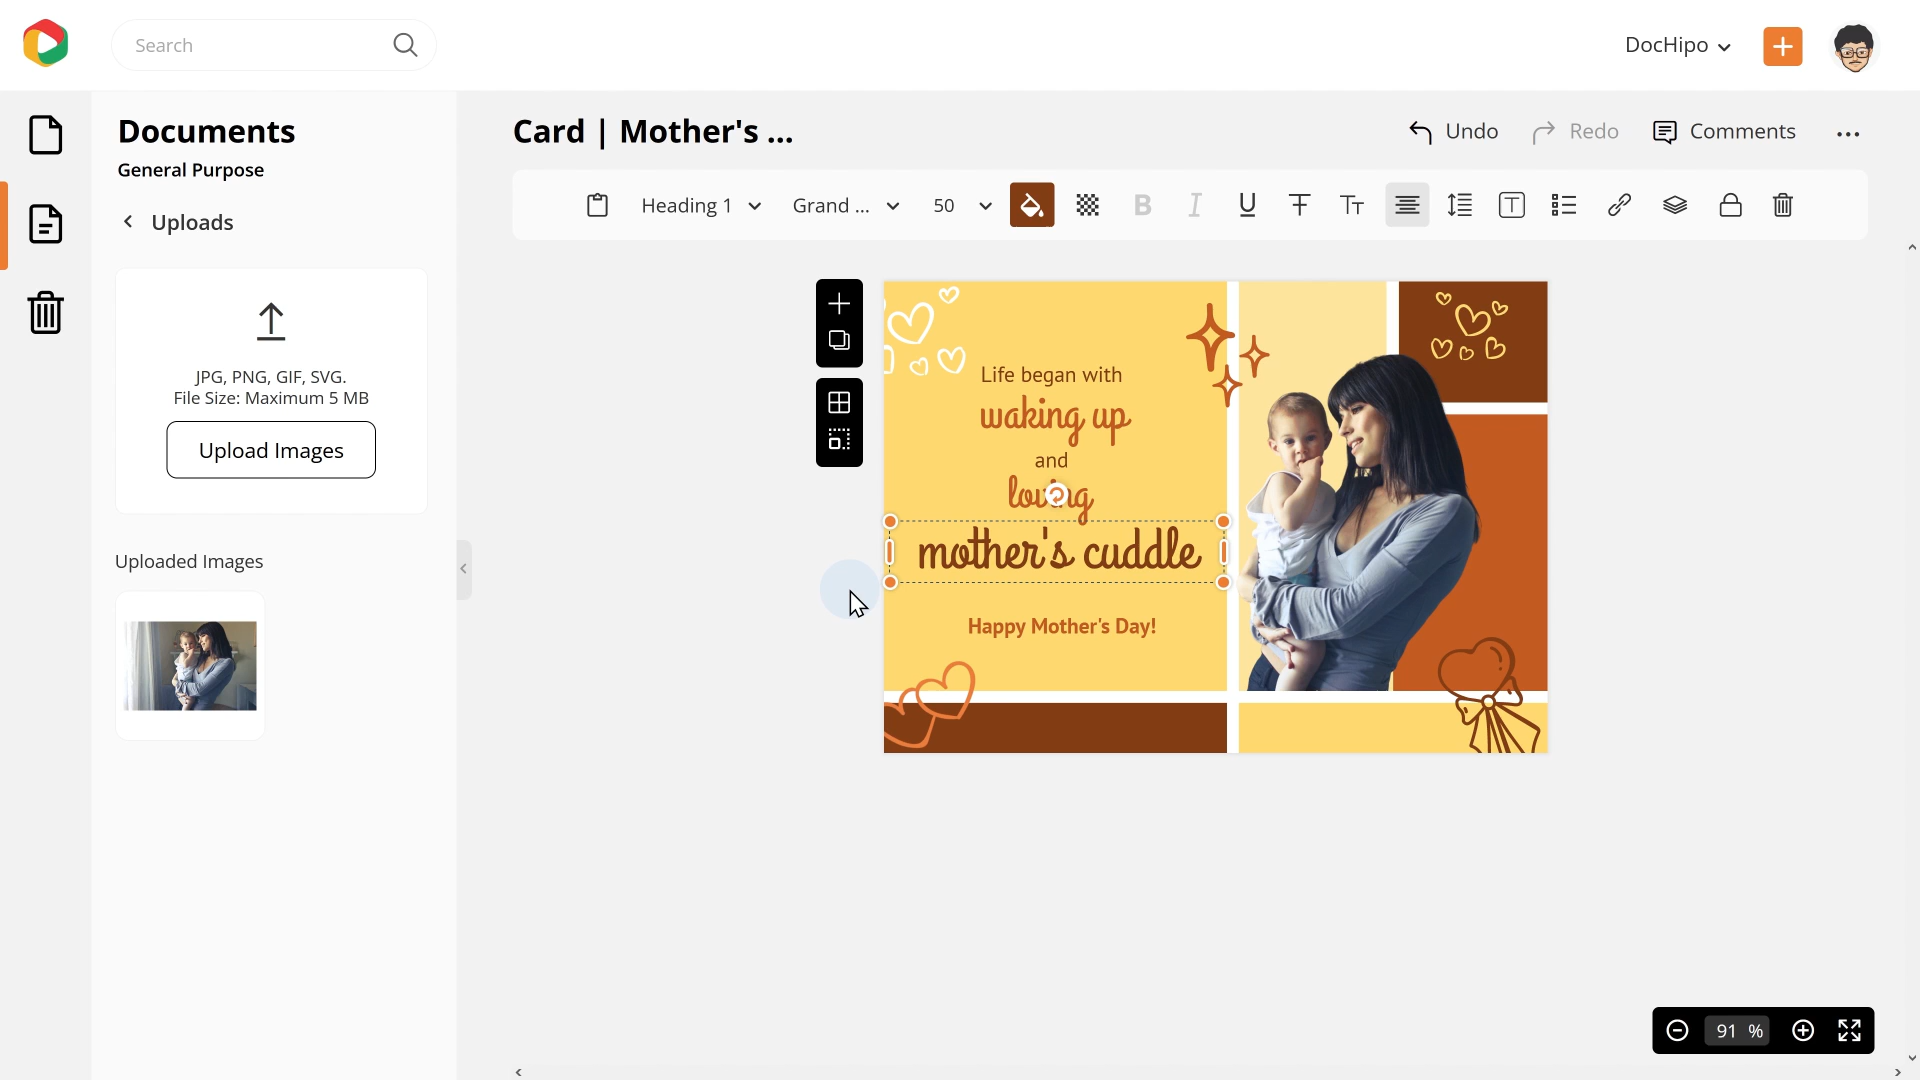 Search
DocHipo
Documents
General Purpose
Uploads
JPG, PNG, GIF, SVG.
File Size: Maximum 5 MB
Upload Images
Uploaded Images
Card | Mother's ...
Undo
Redo
Comments
Heading 1
Grand ...
50
B
I
U
T
TT
T
Life began with
waking up
and
loving
mother's cuddle
Happy Mother's Day!
91 %